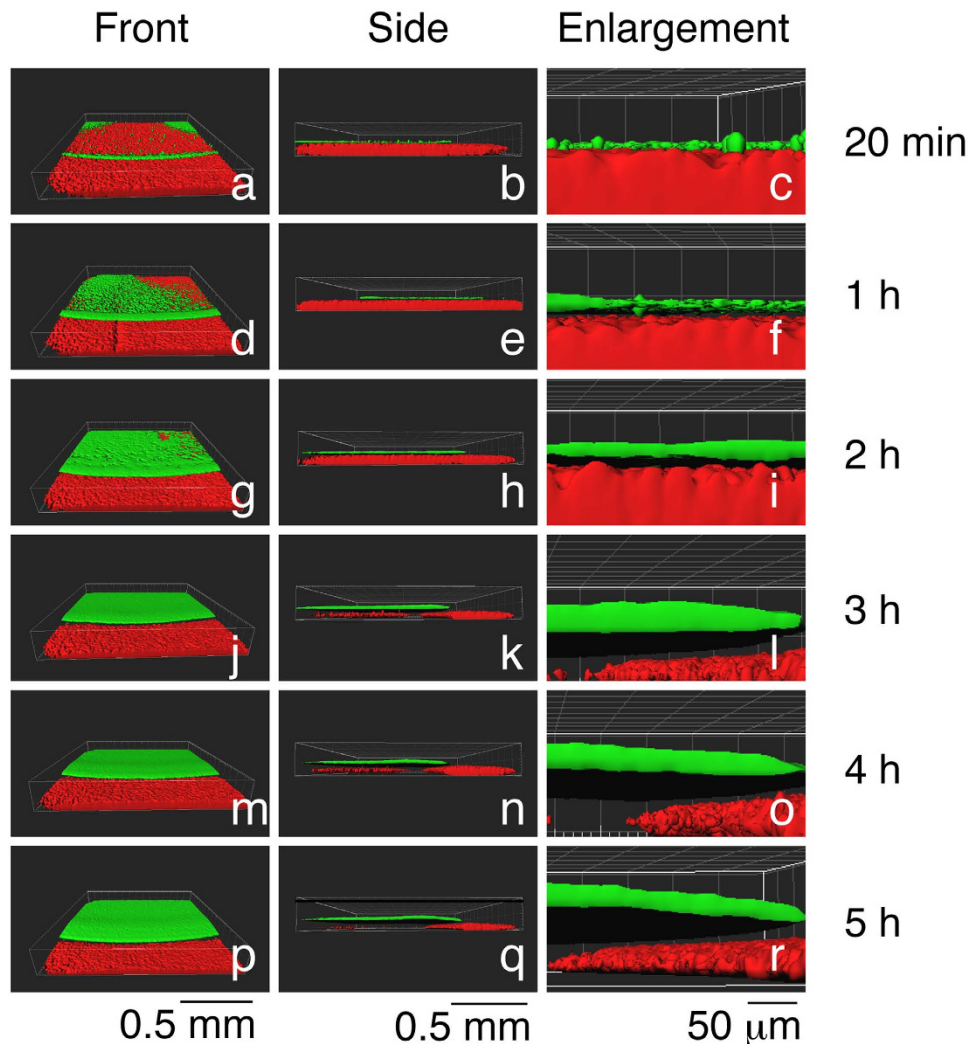 Front Side Enlargement
a b c 20 min
d e f 1 h
g h i 2 h
j k l 3 h
m n o 4 h
p q r 5 h
0.5 mm 0.5 mm 50 μm